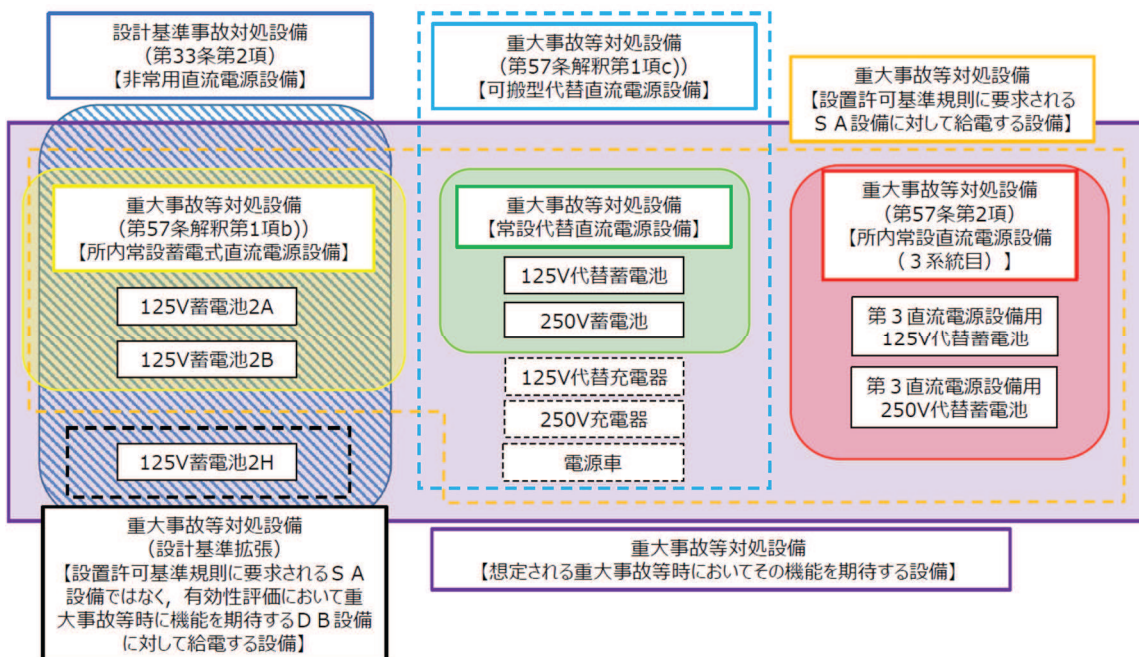 設計基準事故対処設備
(第33条第2項)
【非常用直流電源設備】
重大事故等対処設備
(第57条解釈第1項c))
【可搬型代替直流電源設備】
重大事故等対処設備
【設置許可基準規則に要求される
ＳＡ設備に対して給電する設備】
重大事故等対処設備
(第57条解釈第1項b))
【所内常設蓄電式直流電源設備】
125V蓄電池2A
125V蓄電池2B
125V蓄電池2H
重大事故等対処設備
【常設代替直流電源設備】
125V代替蓄電池
250V蓄電池
125V代替充電器
250V充電器
電源車
重大事故等対処設備
(第57条第2項)
【所内常設直流電源設備
（３系統目）】
第３直流電源設備用
125V代替蓄電池
第３直流電源設備用
250V代替蓄電池
重大事故等対処設備
(設計基準拡張)
【設置許可基準規則に要求されるＳＡ
設備ではなく，有効性評価において重
大事故等時に機能を期待するＤＢ設備
に対して給電する設備】
重大事故等対処設備
【想定される重大事故等時においてその機能を期待する設備】